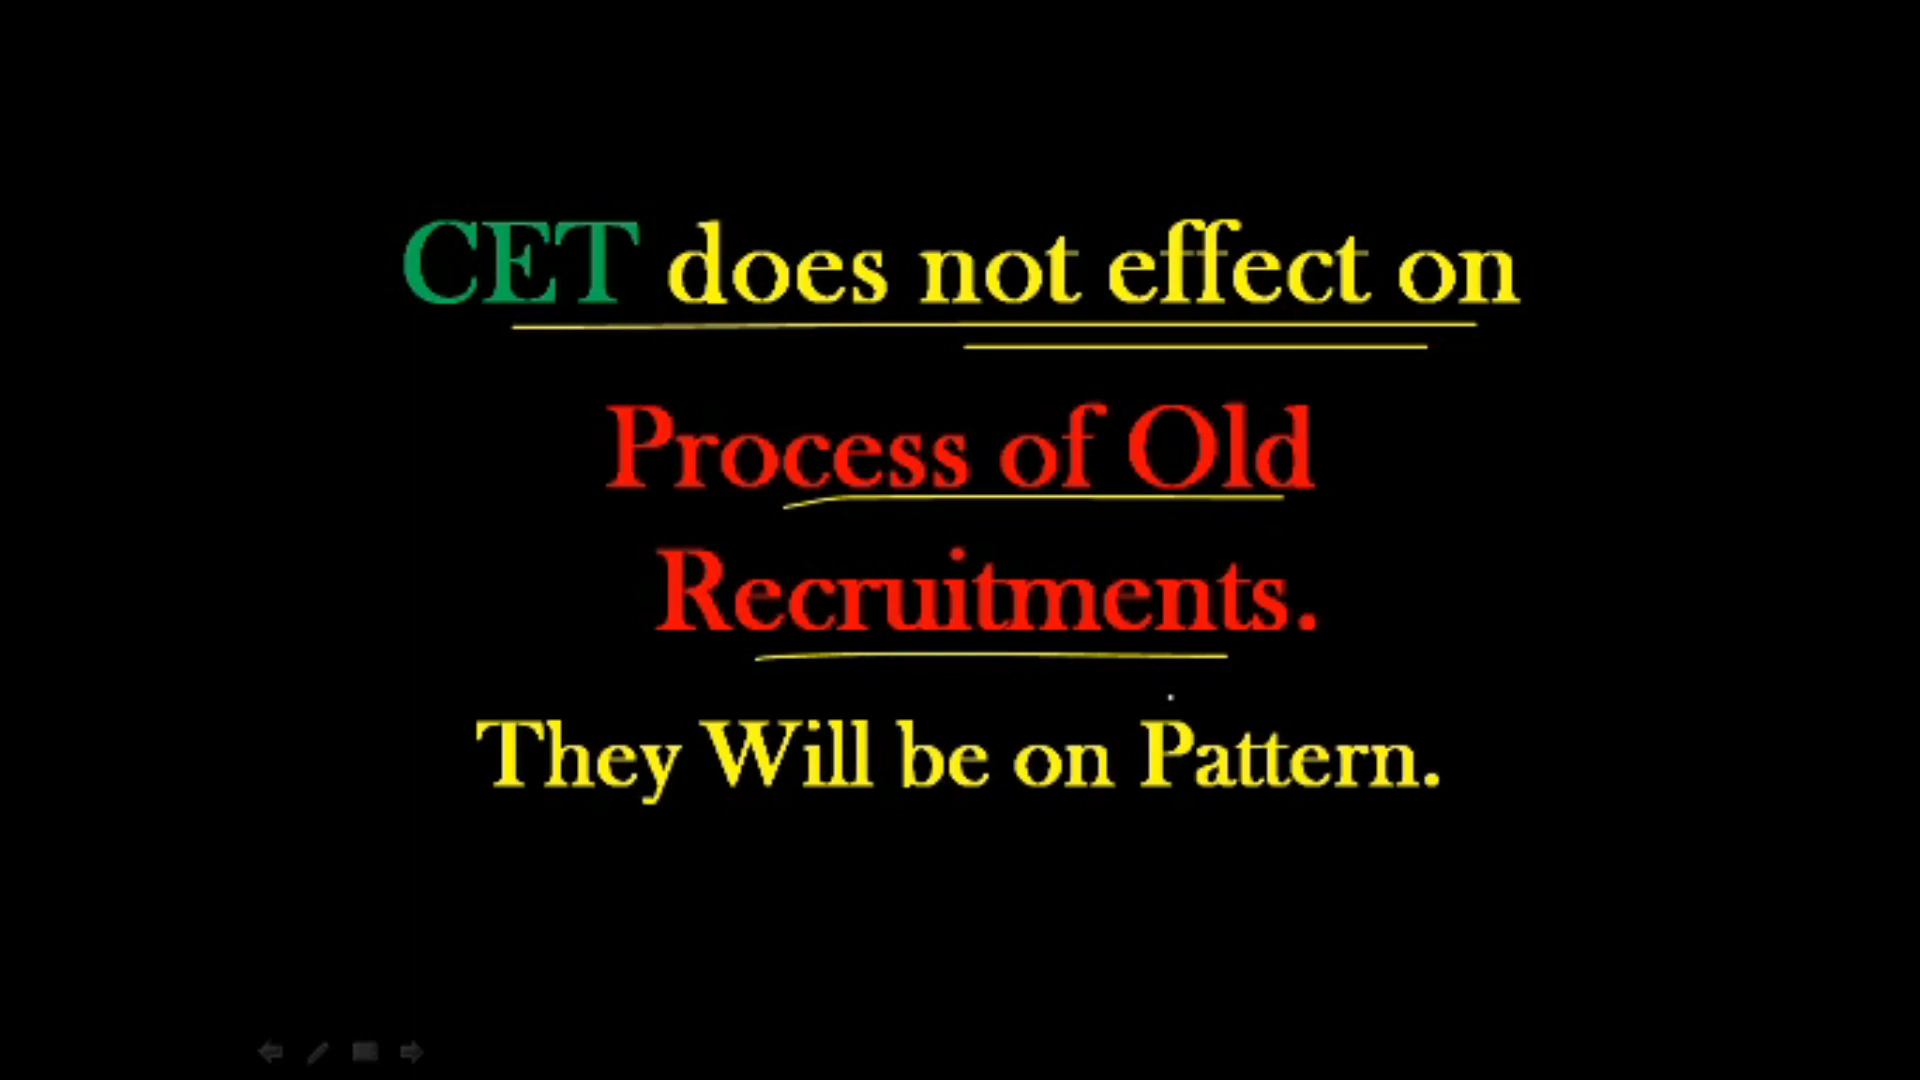 CET does not effect on
Process of Old
Recruitments.
They Will be on Pattern.